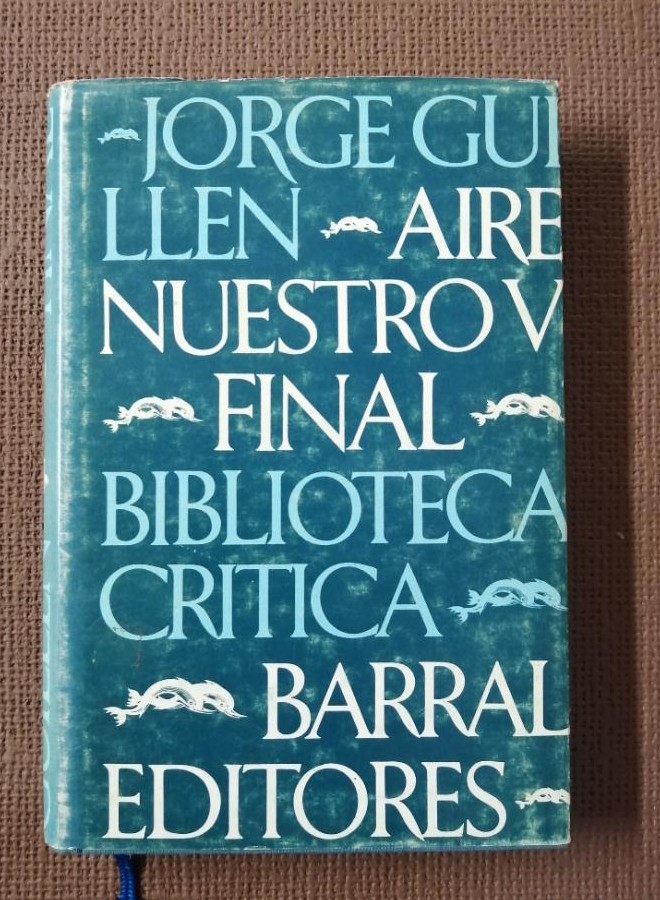 JORGE GUI
LLEN AIRE
NUESTRO V
FINAL
BIBLIOTECA
CRITICA
BARRAL
EDITORES